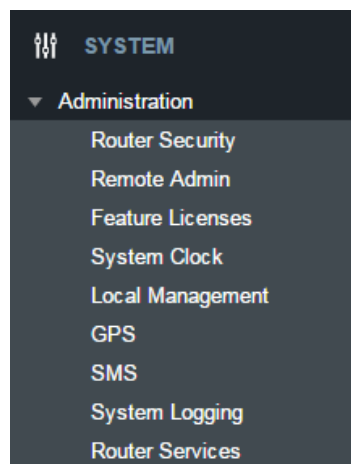 SYSTEM
Administration
Router Security
Remote Admin
Feature Licenses
System Clock
Local Management
GPS
SMS
System Logging
Router Services